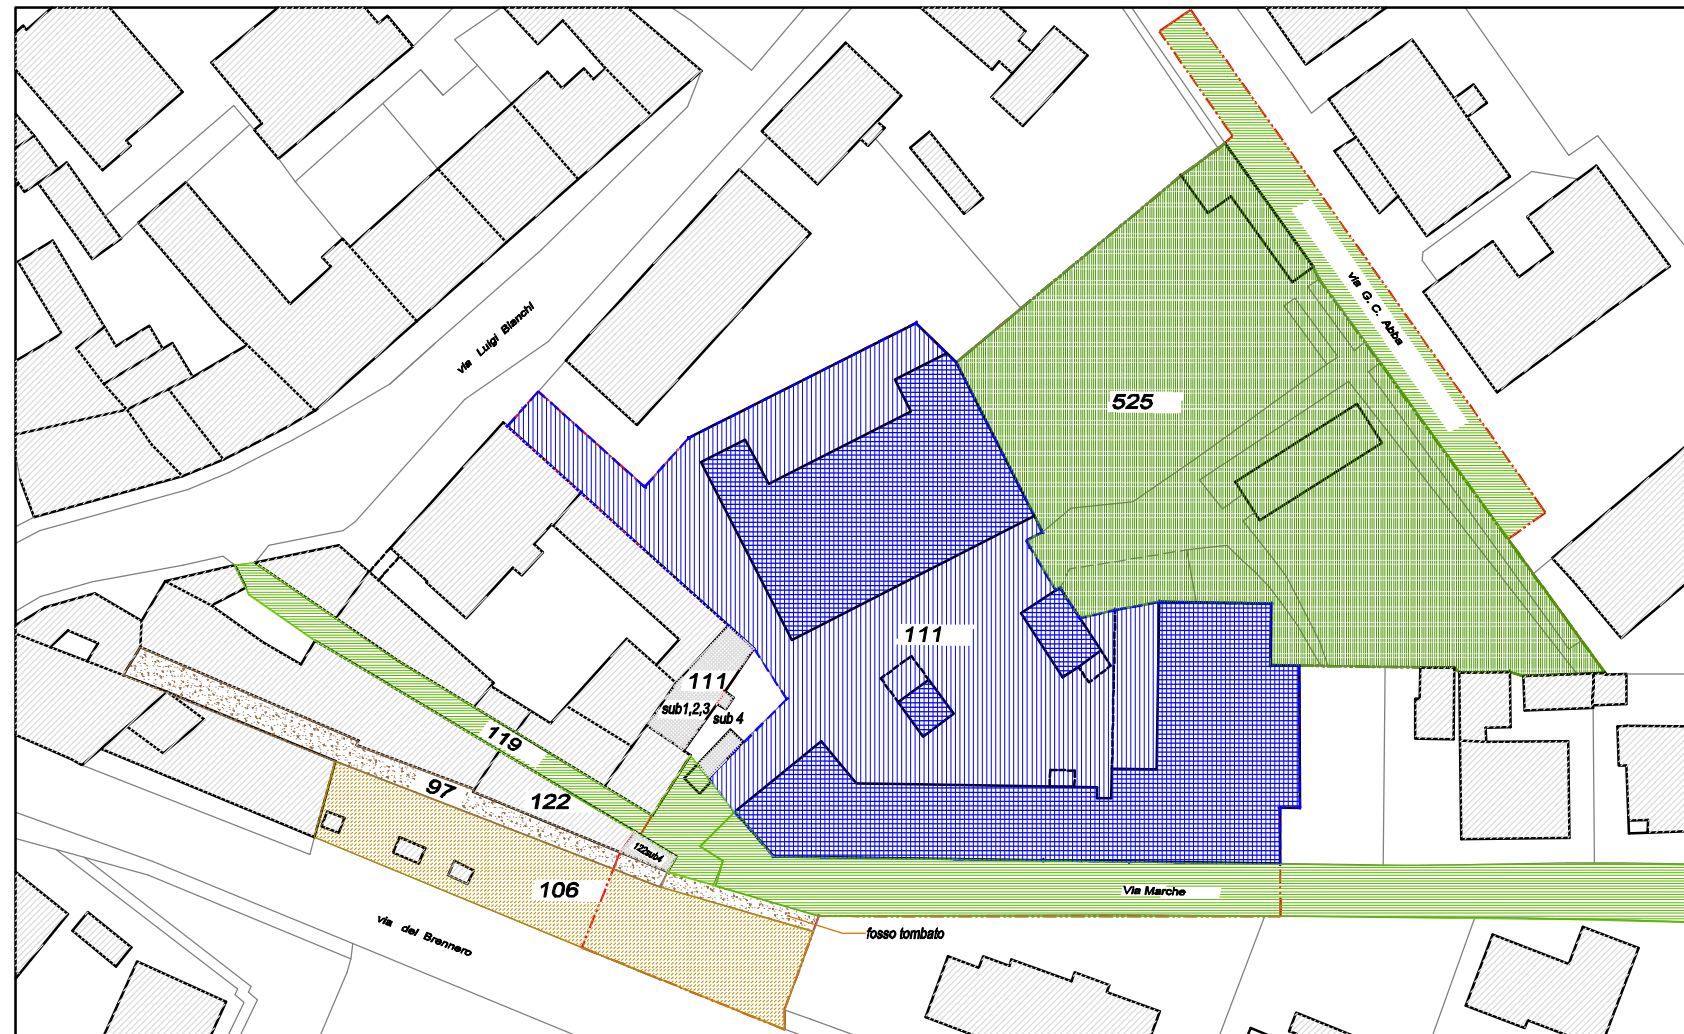 via Luigi Bianchi
via G. C. Abba
525
111
111
sub1,2,3
sub 4
119
97
122
122sub4
106
Via Marche
fosso tombato
via del Brennero